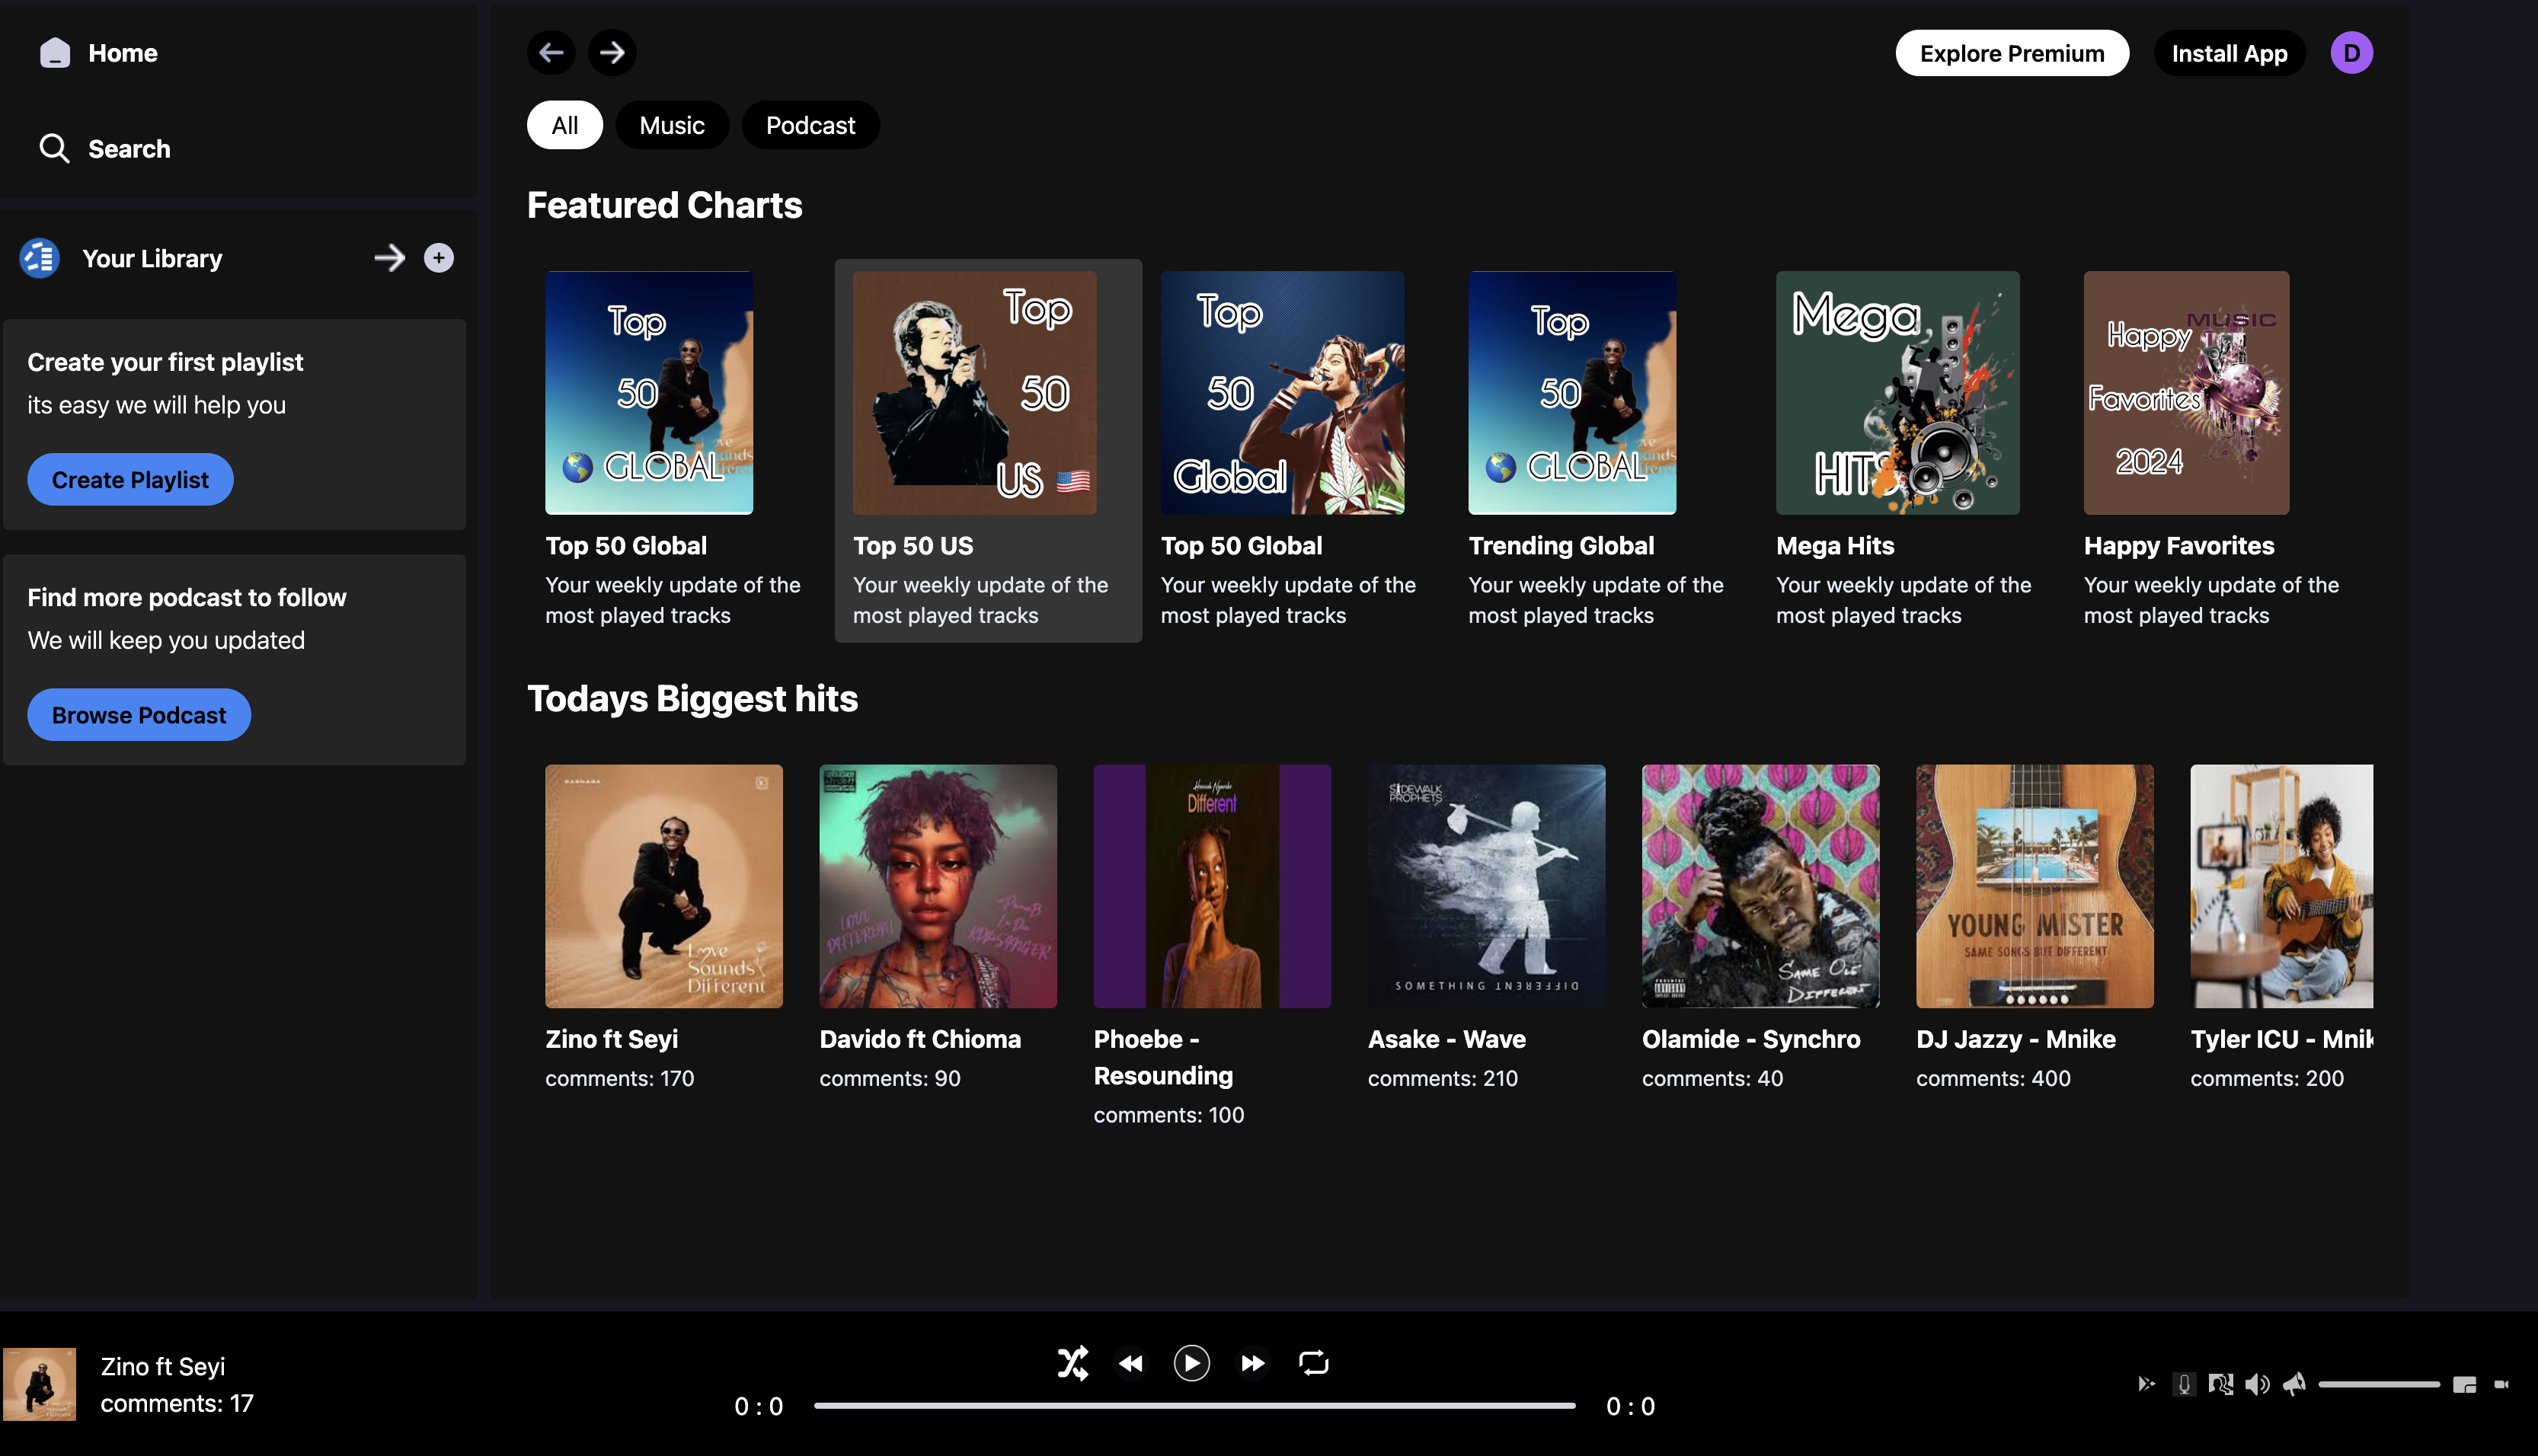 Home
Search
Your Library
Create your first playlist
its easy we will help you
Create Playlist
Find more podcast to follow
We will keep you updated
Browse Podcast
Explore Premium
Install App
D
All
Music
Podcast
Featured Charts
Top
50
GLOBAL
Top 50 Global
Your weekly update of the
most played tracks
Top
50
US
Top 50 US
Your weekly update of the
most played tracks
Top
50
Global
Top 50 Global
Your weekly update of the
most played tracks
Top
50
GLOBAL
Trending Global
Your weekly update of the
most played tracks
Mega
HITS
Mega Hits
Your weekly update of the
most played tracks
MUSIC
Happy
Favorites
2024
Happy Favorites
Your weekly update of the
most played tracks
Todays Biggest hits
BARNABA
Love
Sounds
Different
Zino ft Seyi
comments: 170
LOVE
DIFFERENT
Davido ft Chioma
comments: 90
Different
Phoebe -
Resounding
comments: 100
SIDEWALK
PROPHETS
SOMETHING DIFFERENT
Asake - Wave
comments: 210
SAME OLE
DIFFERENT
Olamide - Synchro
comments: 40
YOUNG MISTER
SAME SONGS BUT DIFFERENT
DJ Jazzy - Mnike
comments: 400
Tyler ICU - Mnik
comments: 200
Zino ft Seyi
comments: 17
0 : 0
0 : 0